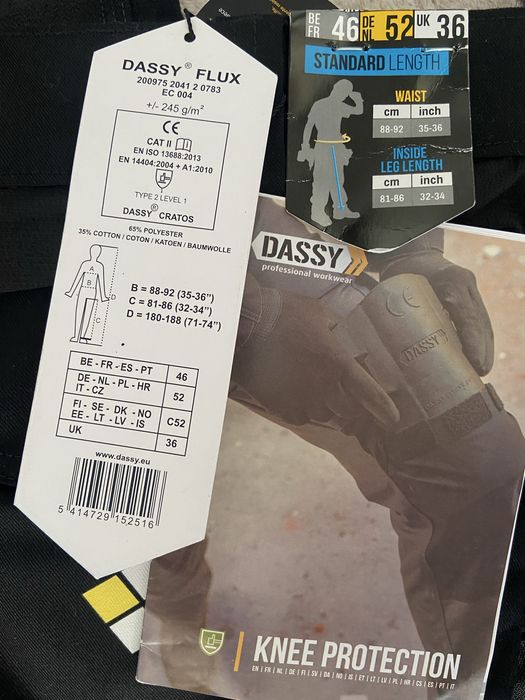 DASSY® FLUX
200975 2041 2 0783
EC 004
+/- 245 g/m²
CE
CAT II i
EN ISO 13688:2013
EN 14404:2004 + A1:2010
TYPE 2 LEVEL 1
DASSY® CRATOS
65% POLYESTER
35% COTTON / COTON / KATOEN / BAUMWOLLE
A
B
C
D
B = 88-92 (35-36")
C = 81-86 (32-34")
D = 180-188 (71-74")
BE - FR - ES - PT 46
DE - NL - PL - HR
IT - CZ 52
FI - SE - DK - NO
EE - LT - LV - IS C52
UK 36
www.dassy.eu
5 414729 152516
BE FR 46 DE NL 52 UK 36
STANDARD LENGTH
WAIST
cm inch
88-92 35-36
INSIDE
LEG LENGTH
cm inch
81-86 32-34
DASSY
professional workwear
CE
DASSY
KNEE PROTECTION
EN | FR | NL | DE | FI | SV | DA | NO | IS | ET | LT | LV | PL | HR | CS | ES | PT | IT